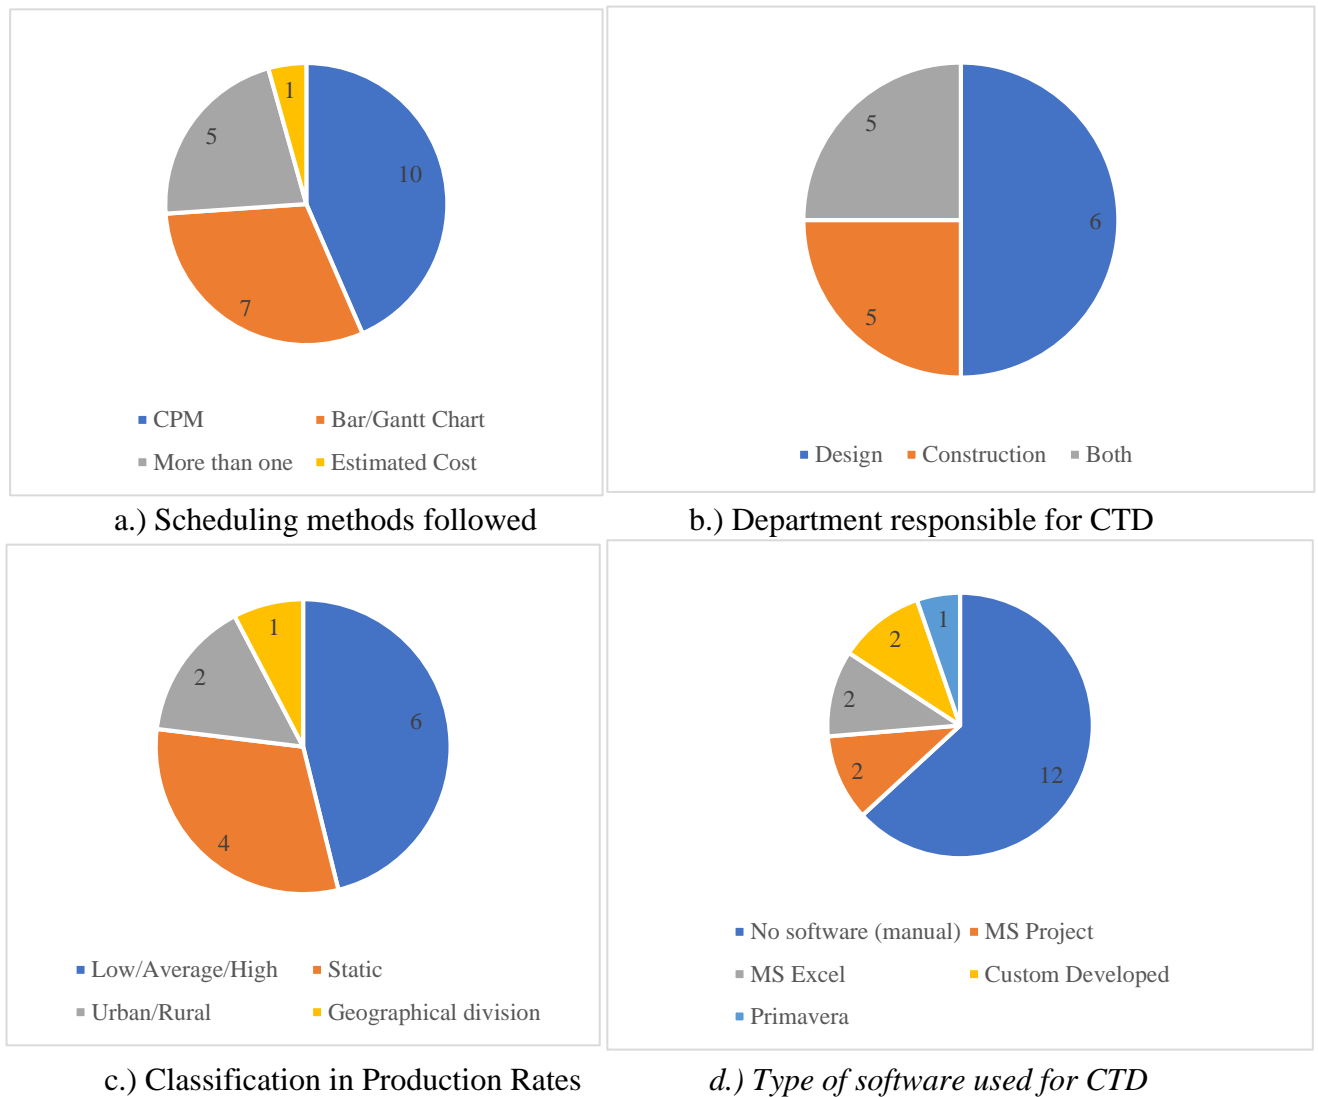 1
5
10
7
CPM
Bar/Gantt Chart
More than one
Estimated Cost
a.) Scheduling methods followed
5
6
5
Design
Construction
Both
b.) Department responsible for CTD
1
2
6
4
Low/Average/High
Static
Urban/Rural
Geographical division
c.) Classification in Production Rates
1
2
2
2
12
No software (manual)
MS Project
MS Excel
Custom Developed
Primavera
d.) Type of software used for CTD